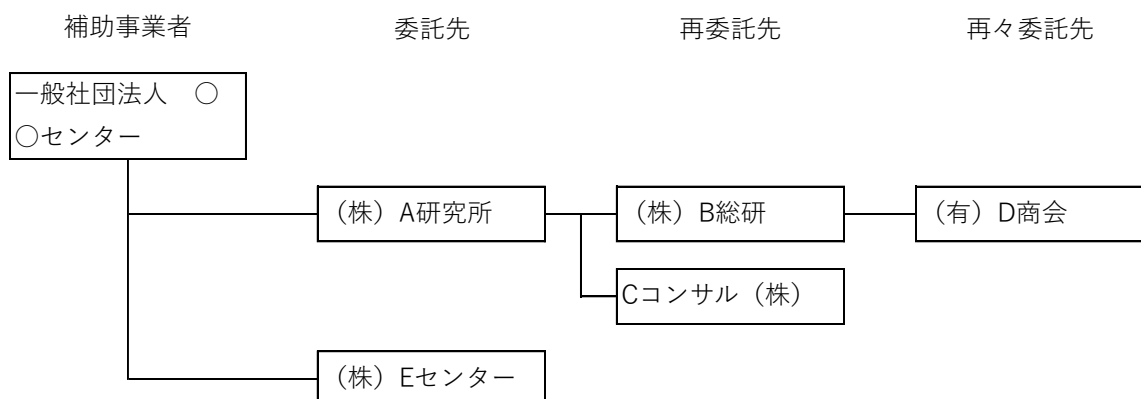 補助事業者 委託先 再委託先 再々委託先
一般社団法人　○
○センター
（株）A研究所 （株）B総研 （有）D商会
Cコンサル（株）
（株）Eセンター